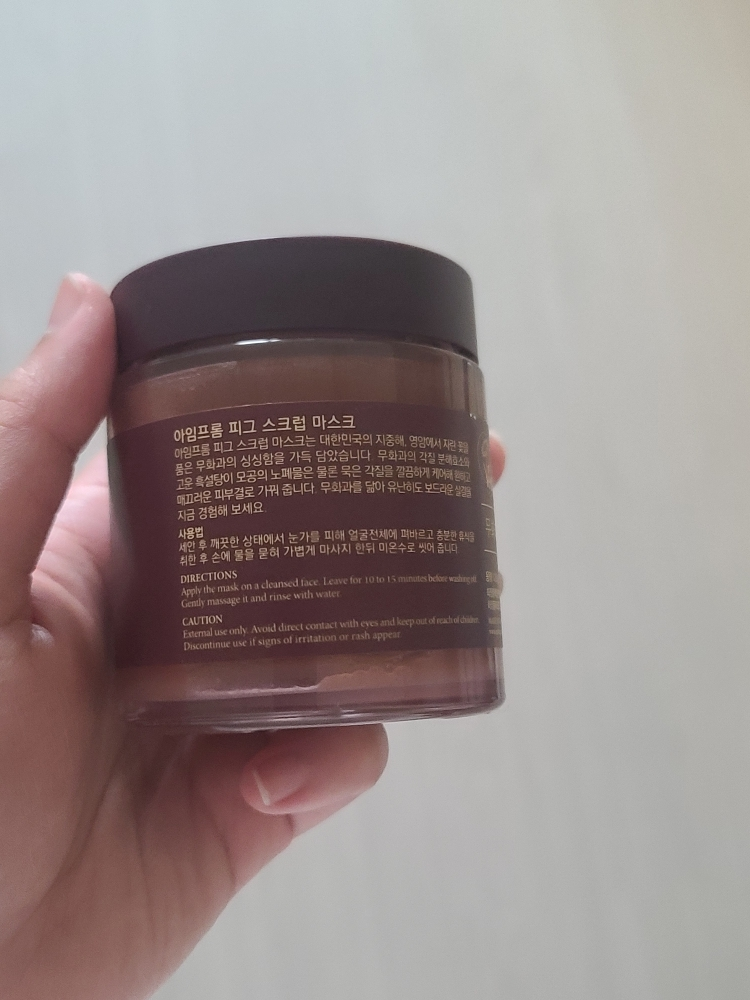 아임프롬 피그 스크럽 마스크
아임프롬 피그 스크럽 마스크는 대한민국의 지중해, 영암에서 자란 꽃을
품은 무화과의 싱싱함을 가득 담았습니다. 무화과의 각질 분해효소와
고운 흑설탕이 모공의 노폐물은 물론 묵은 각질을 깔끔하게 케어해 환하고
매끄러운 피부결로 가꿔 줍니다. 무화과를 닮아 유난히도 보드라운 살결을
지금 경험해 보세요.
사용법
세안 후 깨끗한 상태에서 눈가를 피해 얼굴전체에 펴바르고 충분한 휴식을
취한 후 손에 물을 묻혀 가볍게 마사지 한뒤 미온수로 씻어 줍니다.
DIRECTIONS
Apply the mask on a cleansed face. Leave for 10 to 15 minutes before washing off.
Gently massage it and rinse with water.
CAUTION
External use only. Avoid direct contact with eyes and keep out of reach of children.
Discontinue use if signs of irritation or rash appear.